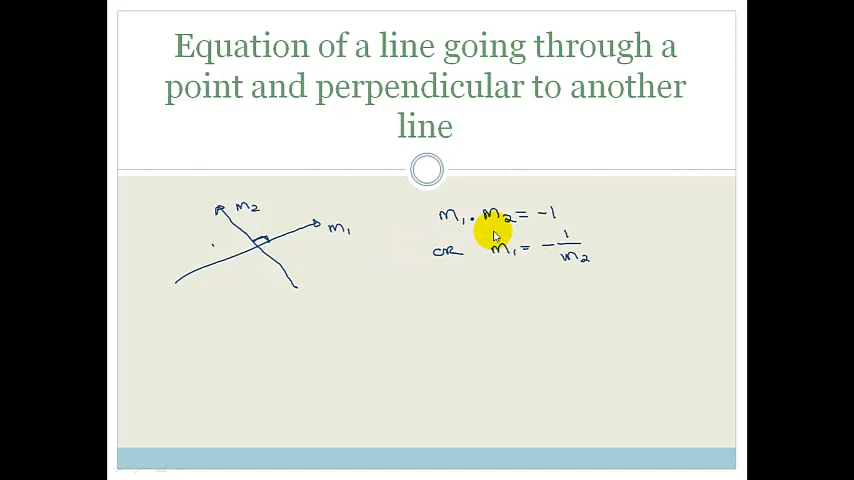 Equation of a line going through a
point and perpendicular to another
line
m₂
m₁
m₁ · m₂ = -1
OR m₁ = - 1/m₂